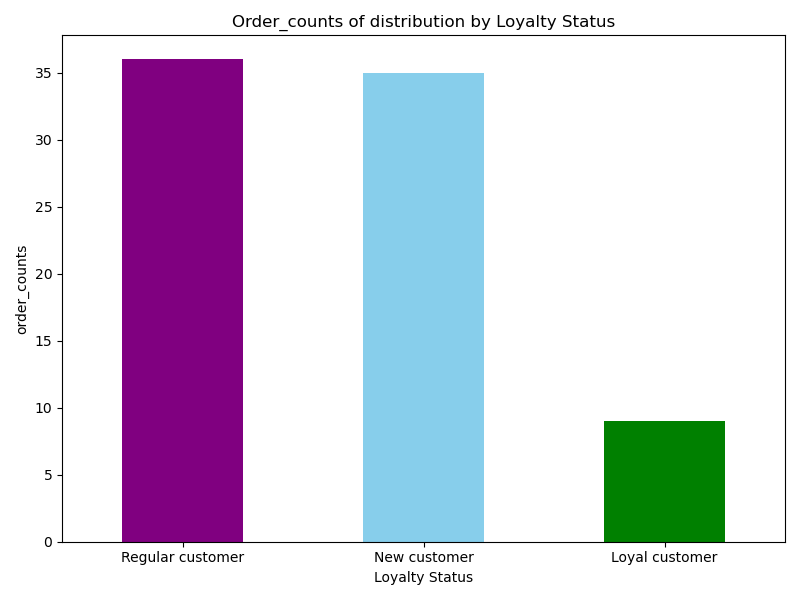 Order_counts of distribution by Loyalty Status
order_counts
35
30
25
20
15
10
5
0
Regular customer New customer Loyal customer
Loyalty Status